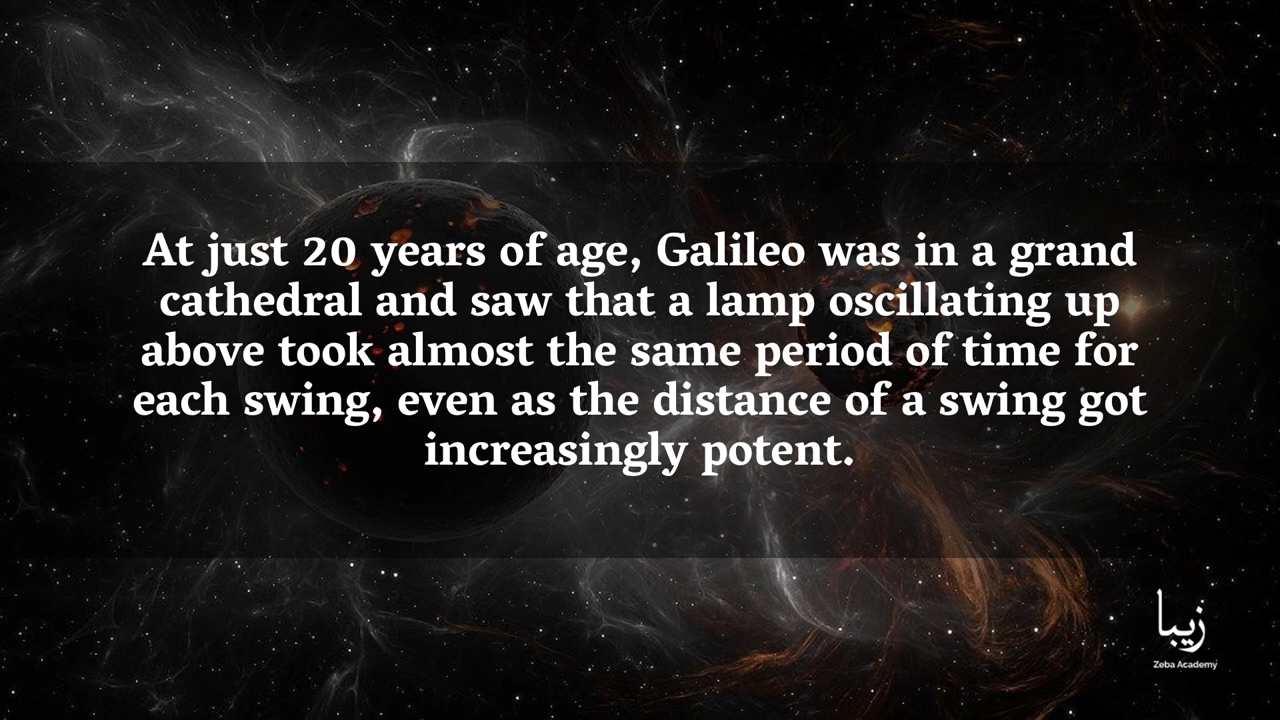 At just 20 years of age, Galileo was in a grand
cathedral and saw that a lamp oscillating up
above took almost the same period of time for
each swing, even as the distance of a swing got
increasingly potent.
زيبا
Zeba Academy